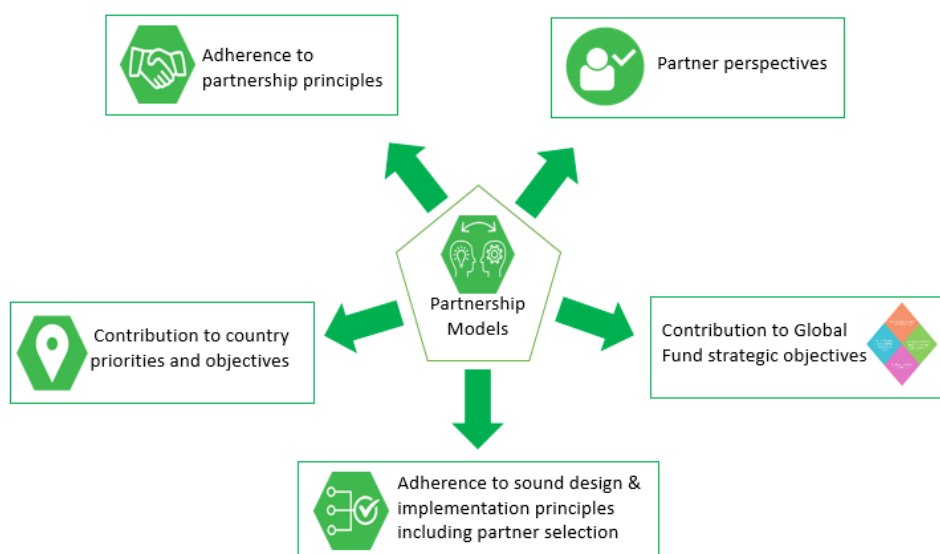 Adherence to
partnership principles
Partner perspectives
Partnership
Models
Contribution to country
priorities and objectives
Contribution to Global
Fund strategic objectives
Adherence to sound design &
implementation principles
including partner selection